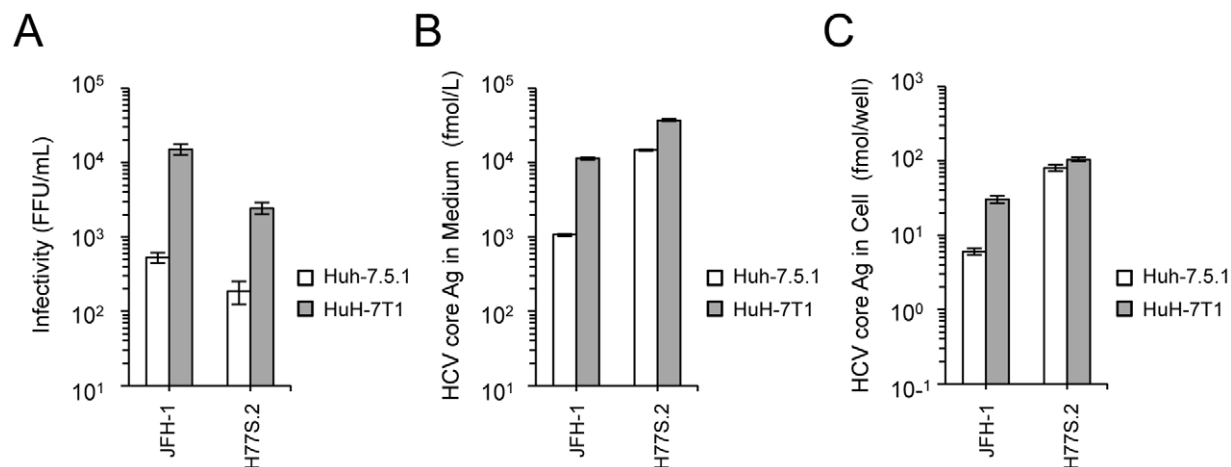 A
Infectivity (FFU/mL)
10^5
10^4
10^3
10^2
10^1
JFH-1
H77S.2
Huh-7.5.1
HuH-7T1
B
HCV core Ag in Medium (fmol/L)
10^5
10^4
10^3
10^2
10^1
JFH-1
H77S.2
Huh-7.5.1
HuH-7T1
C
HCV core Ag in Cell (fmol/well)
10^3
10^2
10^1
10^0
10-1
JFH-1
H77S.2
Huh-7.5.1
HuH-7T1